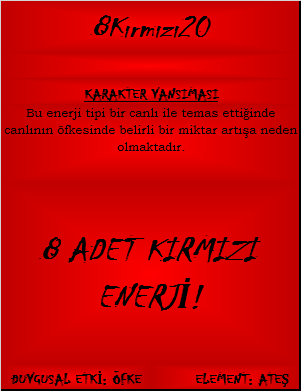 8Kırmızı20
KARAKTER YANSIMASI
Bu enerji tipi bir canlı ile temas ettiğinde
canlının öfkesinde belirli bir miktar artışa neden
olmaktadır.
8 ADET KIRMIZI
ENERJİ!
DUYGUSAL ETKİ: ÖFKE ELEMENT: ATEŞ